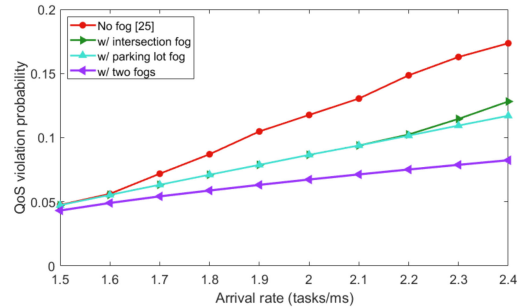 0.2
0.15
0.1
0.05
0
QoS violation probability
No fog [25]
w/ intersection fog
w/ parking lot fog
w/ two fogs
1.5 1.6 1.7 1.8 1.9 2 2.1 2.2 2.3 2.4
Arrival rate (tasks/ms)